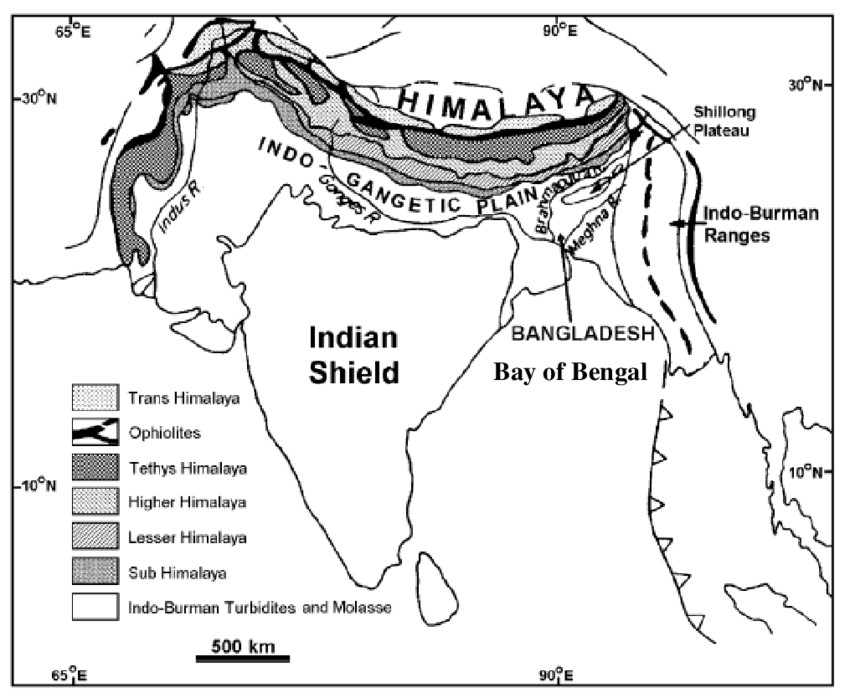 65°E
90°E
30°N
30°N
HIMALAYA
Shillong
Plateau
INDO-
GANGETIC PLAIN
Ganges R
Indus R.
Brahmaputra R.
Meghna R.
Indo-Burman
Ranges
Indian
Shield
BANGLADESH
Bay of Bengal
Trans Himalaya
Ophiolites
Tethys Himalaya
Higher Himalaya
Lesser Himalaya
Sub Himalaya
Indo-Burman Turbidites and Molasse
10°N
10°N
500 km
65°E
90°E